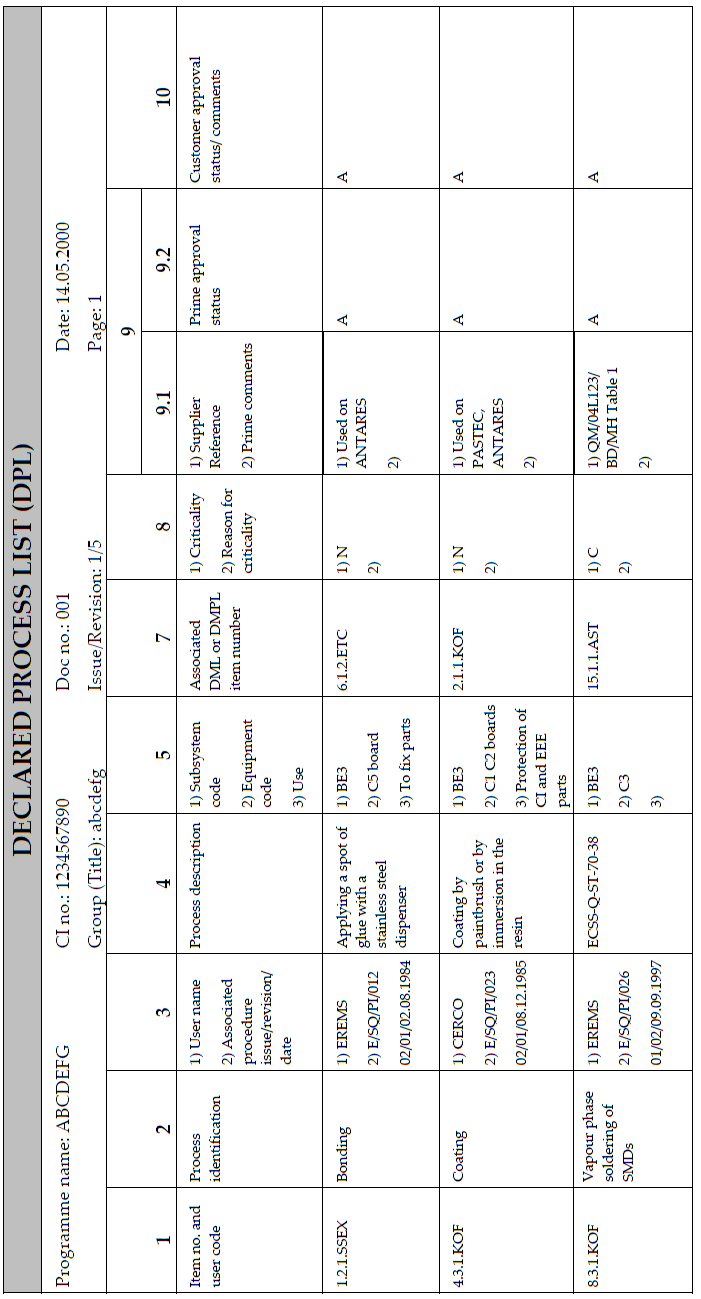 DECLARED PROCESS LIST (DPL)
Programme name: ABCDEFG
CI no.: 1234567890
Doc no.: 001
Date: 14.05.2000
Group (Title): abcdefg
Issue/Revision: 1/5
Page: 1
1
2
3
4
5
7
8
9
10
9.1
9.2
Item no. and
user code
Process
identification
1) User name
2) Associated
procedure
issue/revision/
date
Process description
1) Subsystem
code
2) Equipment
code
3) Use
Associated
DML or DMPL
item number
1) Criticality
2) Reason for
criticality
1) Supplier
Reference
2) Prime comments
Prime approval
status
Customer approval
status/ comments
1.2.1.SSEX
Bonding
1) EREMS
2) E/SQ/PI/012
02/01/02.08.1984
Applying a spot of
glue with a
stainless steel
dispenser
1) BE3
2) C5 board
3) To fix parts
6.1.2.ETC
1) N
2)
1) Used on
ANTARES
2)
A
A
4.3.1.KOF
Coating
1) CERCO
2) E/SQ/PI/023
02/01/08.12.1985
Coating by
paintbrush or by
immersion in the
resin
1) BE3
2) C1 C2 boards
3) Protection of
CI and EEE
parts
2.1.1.KOF
1) N
2)
1) Used on
PASTEC,
ANTARES
2)
A
A
8.3.1.KOF
Vapour phase
soldering of
SMDs
1) EREMS
2) E/SQ/PI/026
01/02/09.09.1997
ECSS-Q-ST-70-38
1) BE3
2) C3
3)
15.1.1.AST
1) C
2)
1) QM/04L123/
BD/MH Table 1
2)
A
A